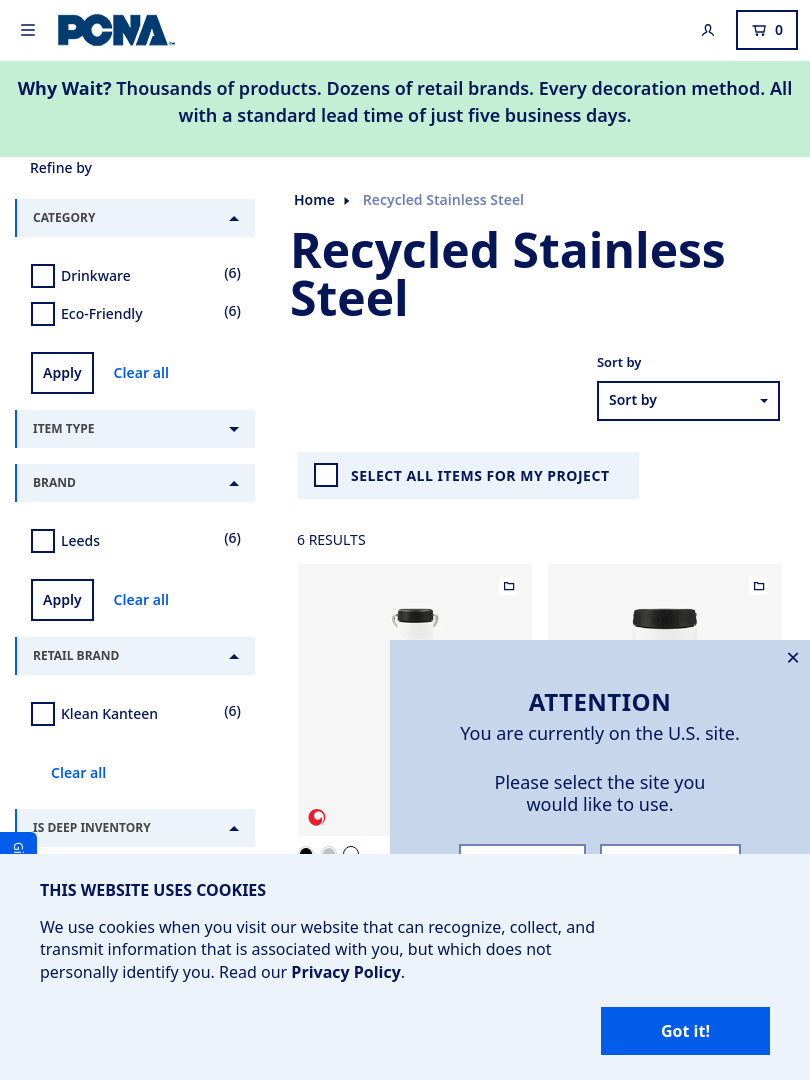 PCNA
0
Why Wait? Thousands of products. Dozens of retail brands. Every decoration method. All
with a standard lead time of just five business days.
Refine by
CATEGORY
Drinkware (6)
Eco-Friendly (6)
Apply Clear all
ITEM TYPE
BRAND
Leeds (6)
Apply Clear all
RETAIL BRAND
Klean Kanteen (6)
Clear all
IS DEEP INVENTORY
Home Recycled Stainless Steel
Recycled Stainless
Steel
Sort by
Sort by
SELECT ALL ITEMS FOR MY PROJECT
6 RESULTS
ATTENTION
You are currently on the U.S. site.
Please select the site you
would like to use.
THIS WEBSITE USES COOKIES
We use cookies when you visit our website that can recognize, collect, and
transmit information that is associated with you, but which does not
personally identify you. Read our Privacy Policy.
Got it!